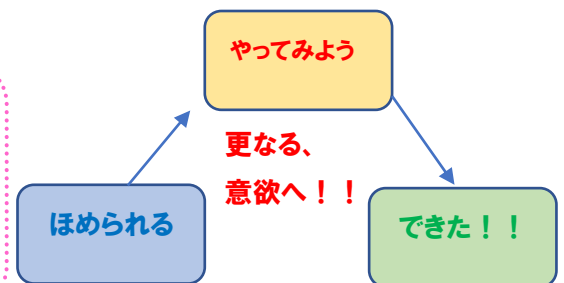 やってみよう
更なる、
意欲へ！！
ほめられる
できた！！